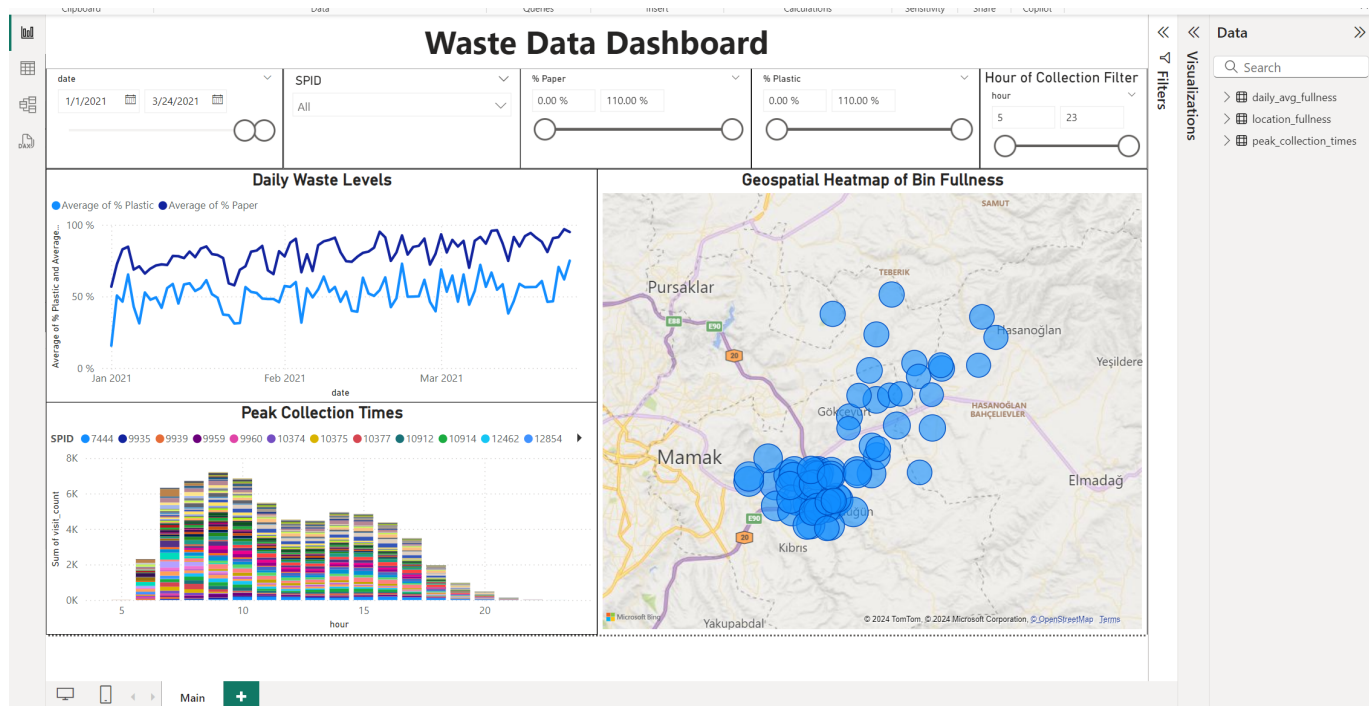 Clipboard Data Queries Insert Calculations Sensitivity Share Copilot
Waste Data Dashboard
date
1/1/2021 3/24/2021
SPID
All
% Paper
0.00 % 110.00 %
% Plastic
0.00 % 110.00 %
Hour of Collection Filter
hour
5 23
Filters
Visualizations
Data
Search
daily_avg_fullness
location_fullness
peak_collection_times
DAX
Daily Waste Levels
Average of % Plastic Average of % Paper
Average of % Plastic and Average...
100 %
50 %
0 %
Jan 2021 Feb 2021 Mar 2021
date
Peak Collection Times
SPID 7444 9935 9939 9959 9960 10374 10375 10377 10912 10914 12462 12854
Sum of visit_count
8K
6K
4K
2K
0K
5 10 15 20
hour
Geospatial Heatmap of Bin Fullness
SAMUT
TEBERIK
Pursaklar
E88
E90
20
Hasanoğlan
Yeşildere
HASANOĞLAN
BAHÇELIEVLER
Mamak
Elmadağ
E90
20
Kıbrıs
Yakupabdal
Microsoft Bing
© 2024 TomTom, © 2024 Microsoft Corporation, © OpenStreetMap Terms
Main
+